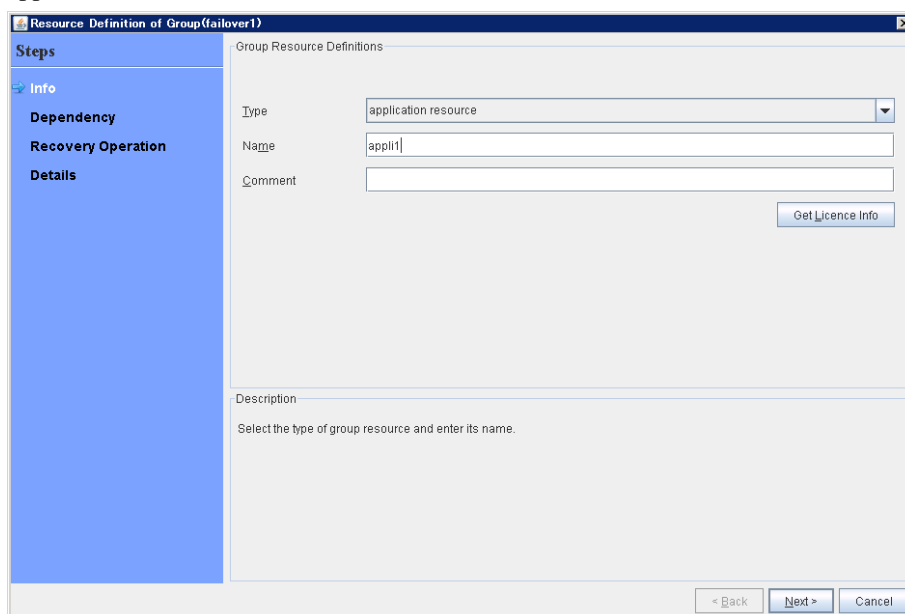 Resource Definition of Group(failover1)
Steps
Info
Dependency
Recovery Operation
Details
Group Resource Definitions
Type
application resource
Name
appli1
Comment
Get Licence Info
Description
Select the type of group resource and enter its name.
< Back
Next >
Cancel